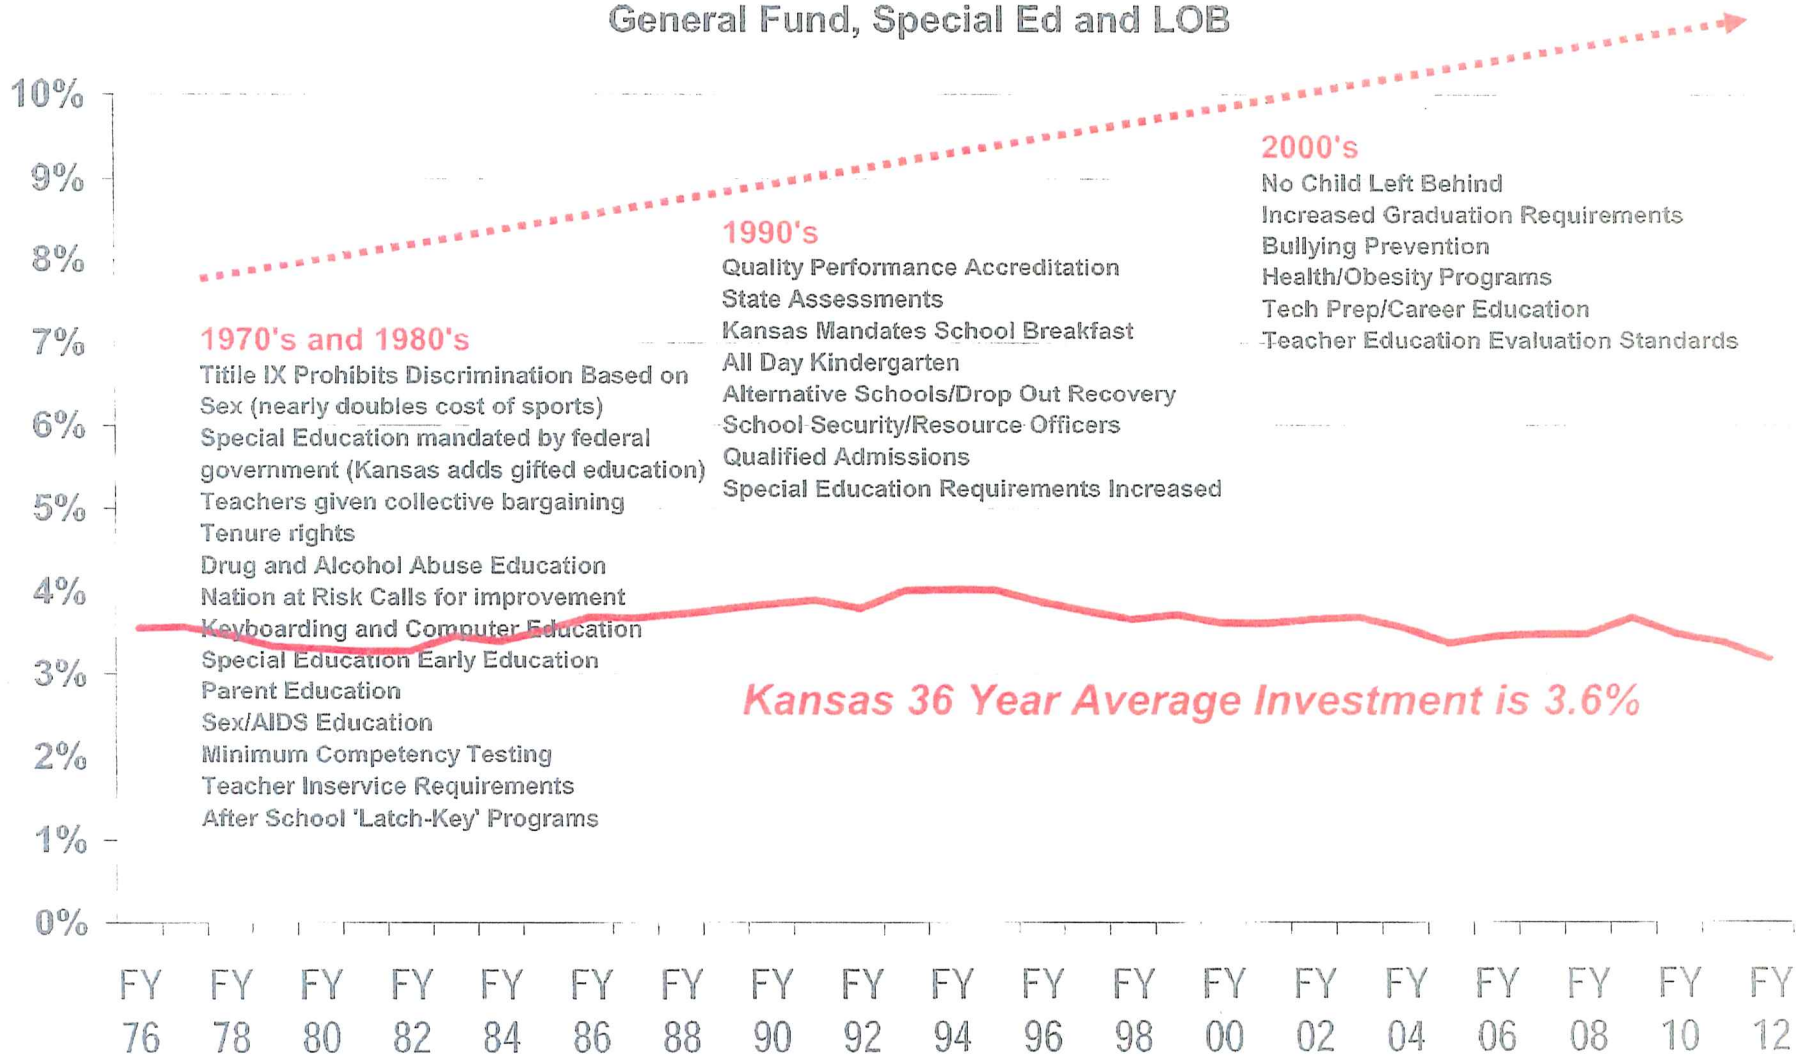 General Fund, Special Ed and LOB
10%
9%
8%
7%
6%
5%
4%
3%
2%
1%
0%
1970's and 1980's
Titile IX Prohibits Discrimination Based on
Sex (nearly doubles cost of sports)
Special Education mandated by federal
government (Kansas adds gifted education)
Teachers given collective bargaining
Tenure rights
Drug and Alcohol Abuse Education
Nation at Risk Calls for improvement
Keyboarding and Computer Education
Special Education Early Education
Parent Education
Sex/AIDS Education
Minimum Competency Testing
Teacher Inservice Requirements
After School 'Latch-Key' Programs
1990's
Quality Performance Accreditation
State Assessments
Kansas Mandates School Breakfast
All Day Kindergarten
Alternative Schools/Drop Out Recovery
School Security/Resource Officers
Qualified Admissions
Special Education Requirements Increased
2000's
No Child Left Behind
Increased Graduation Requirements
Bullying Prevention
Health/Obesity Programs
Tech Prep/Career Education
Teacher Education Evaluation Standards
Kansas 36 Year Average Investment is 3.6%
FY FY FY FY FY FY FY FY FY FY FY FY FY FY FY FY FY FY FY
76 78 80 82 84 86 88 90 92 94 96 98 00 02 04 06 08 10 12